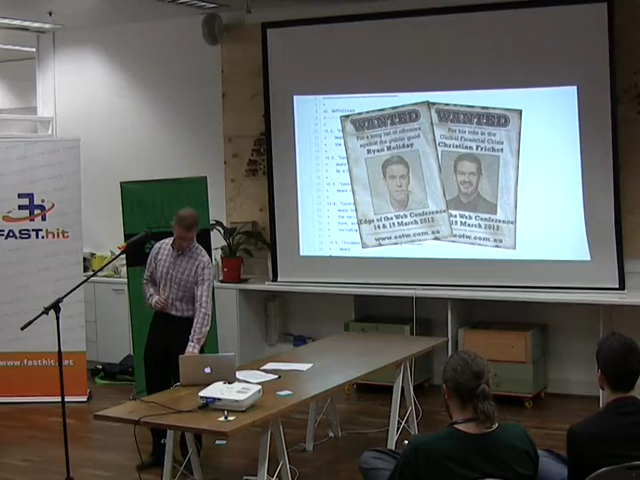 WANTED
For a long list of offenses
against the public good
Ryan Holiday
Edge of the Web Conference
14 & 15 March 2013
www.eotw.com.au
WANTED
For his role in the
Global Financial Crisis
Christian Frichot
the Web Conference
15 March 2013
www.eotw.com.au
FAST.hit
www.fasthit.net